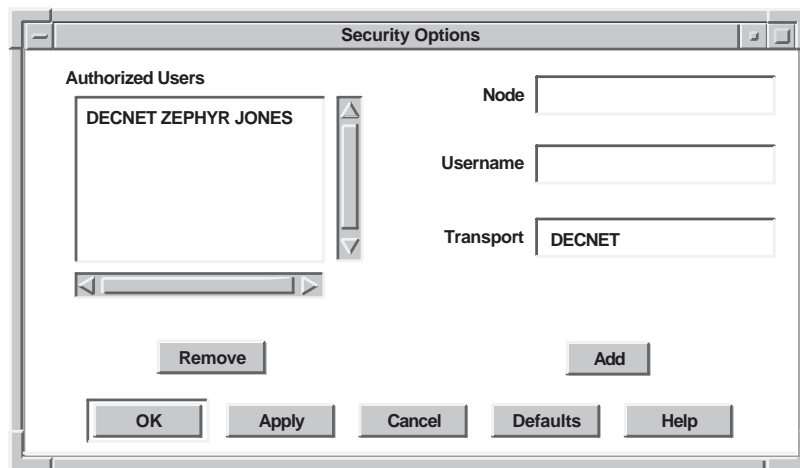 Security Options
Authorized Users
DECNET ZEPHYR JONES
Node
Username
Transport DECNET
Remove
Add
OK Apply Cancel Defaults Help